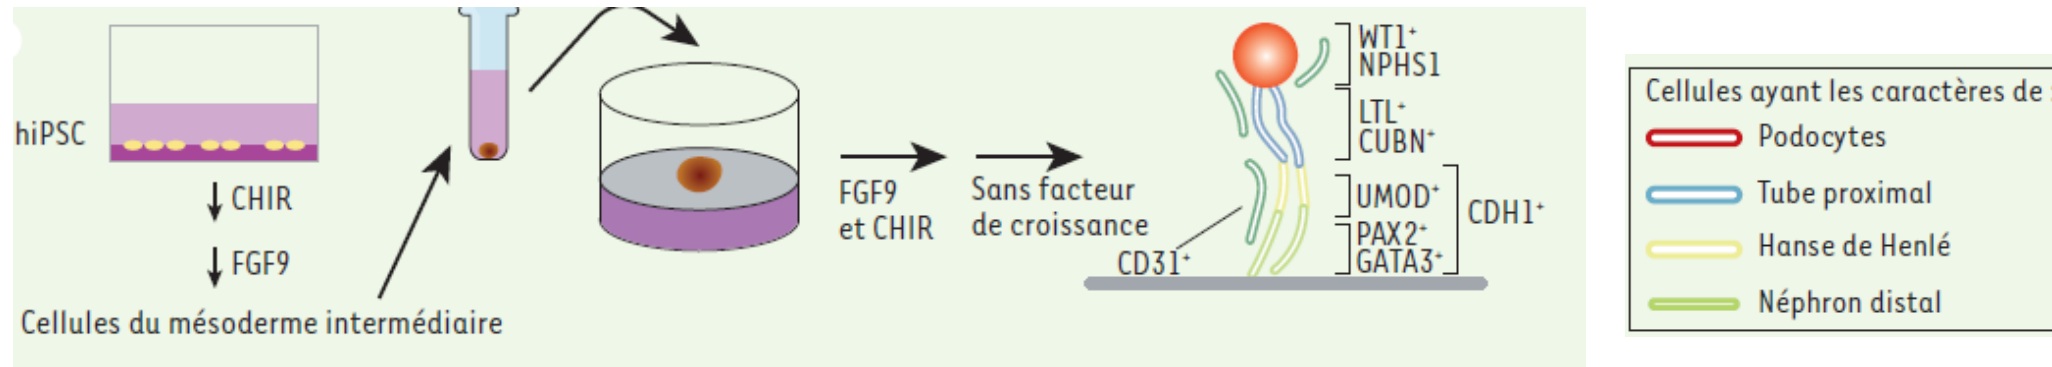 hiPSC
CHIR
FGF9
Cellules du mésoderme intermédiaire
FGF9
et CHIR
Sans facteur
de croissance
CD31⁺
WT1⁺
NPHS1
LTL⁺
CUBN⁺
UMOD⁺
PAX2⁺
GATA3⁺
CDH1⁺
Cellules ayant les caractères de :
Podocytes
Tube proximal
Hanse de Henlé
Néphron distal